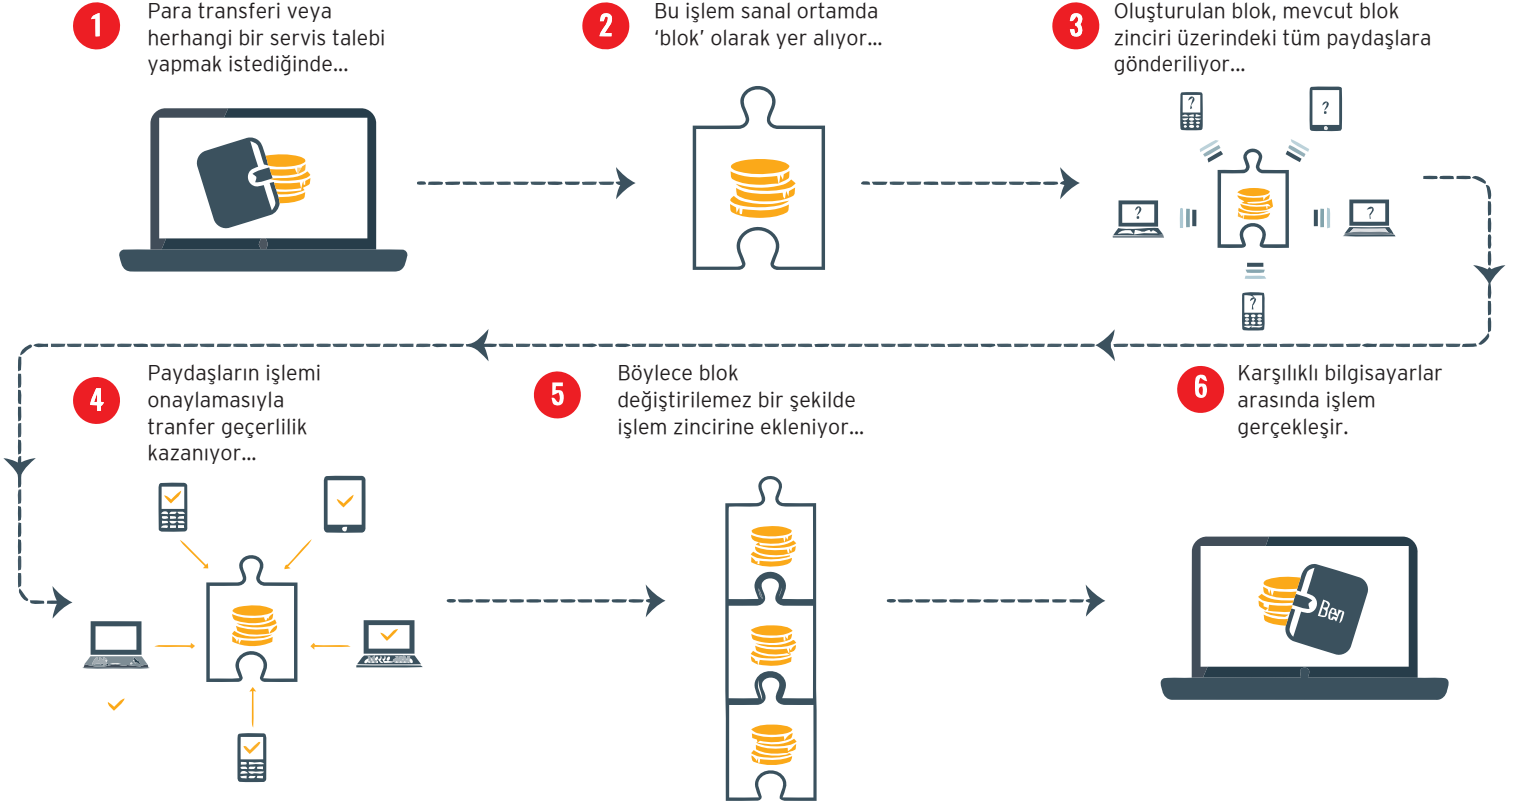 1
Para transferi veya
herhangi bir servis talebi
yapmak istediğinde...
2
Bu işlem sanal ortamda
‘blok’ olarak yer alıyor...
3
Oluşturulan blok, mevcut blok
zinciri üzerindeki tüm paydaşlara
gönderiliyor...
?
?
?
?
?
4
Paydaşların işlemi
onaylamasıyla
tranfer geçerlilik
kazanıyor...
5
Böylece blok
değiştirilemez bir şekilde
işlem zincirine ekleniyor...
6
Karşılıklı bilgisayarlar
arasında işlem
gerçekleşir.
Ben